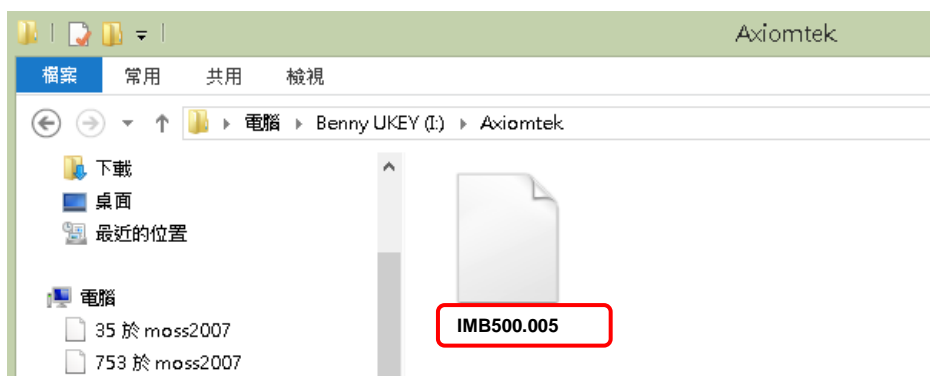 Axiomtek
檔案 常用 共用 檢視
電腦 Benny UKEY (I:) Axiomtek
下載
桌面
最近的位置
電腦
35 於 moss2007
753 於 moss2007
IMB500.005